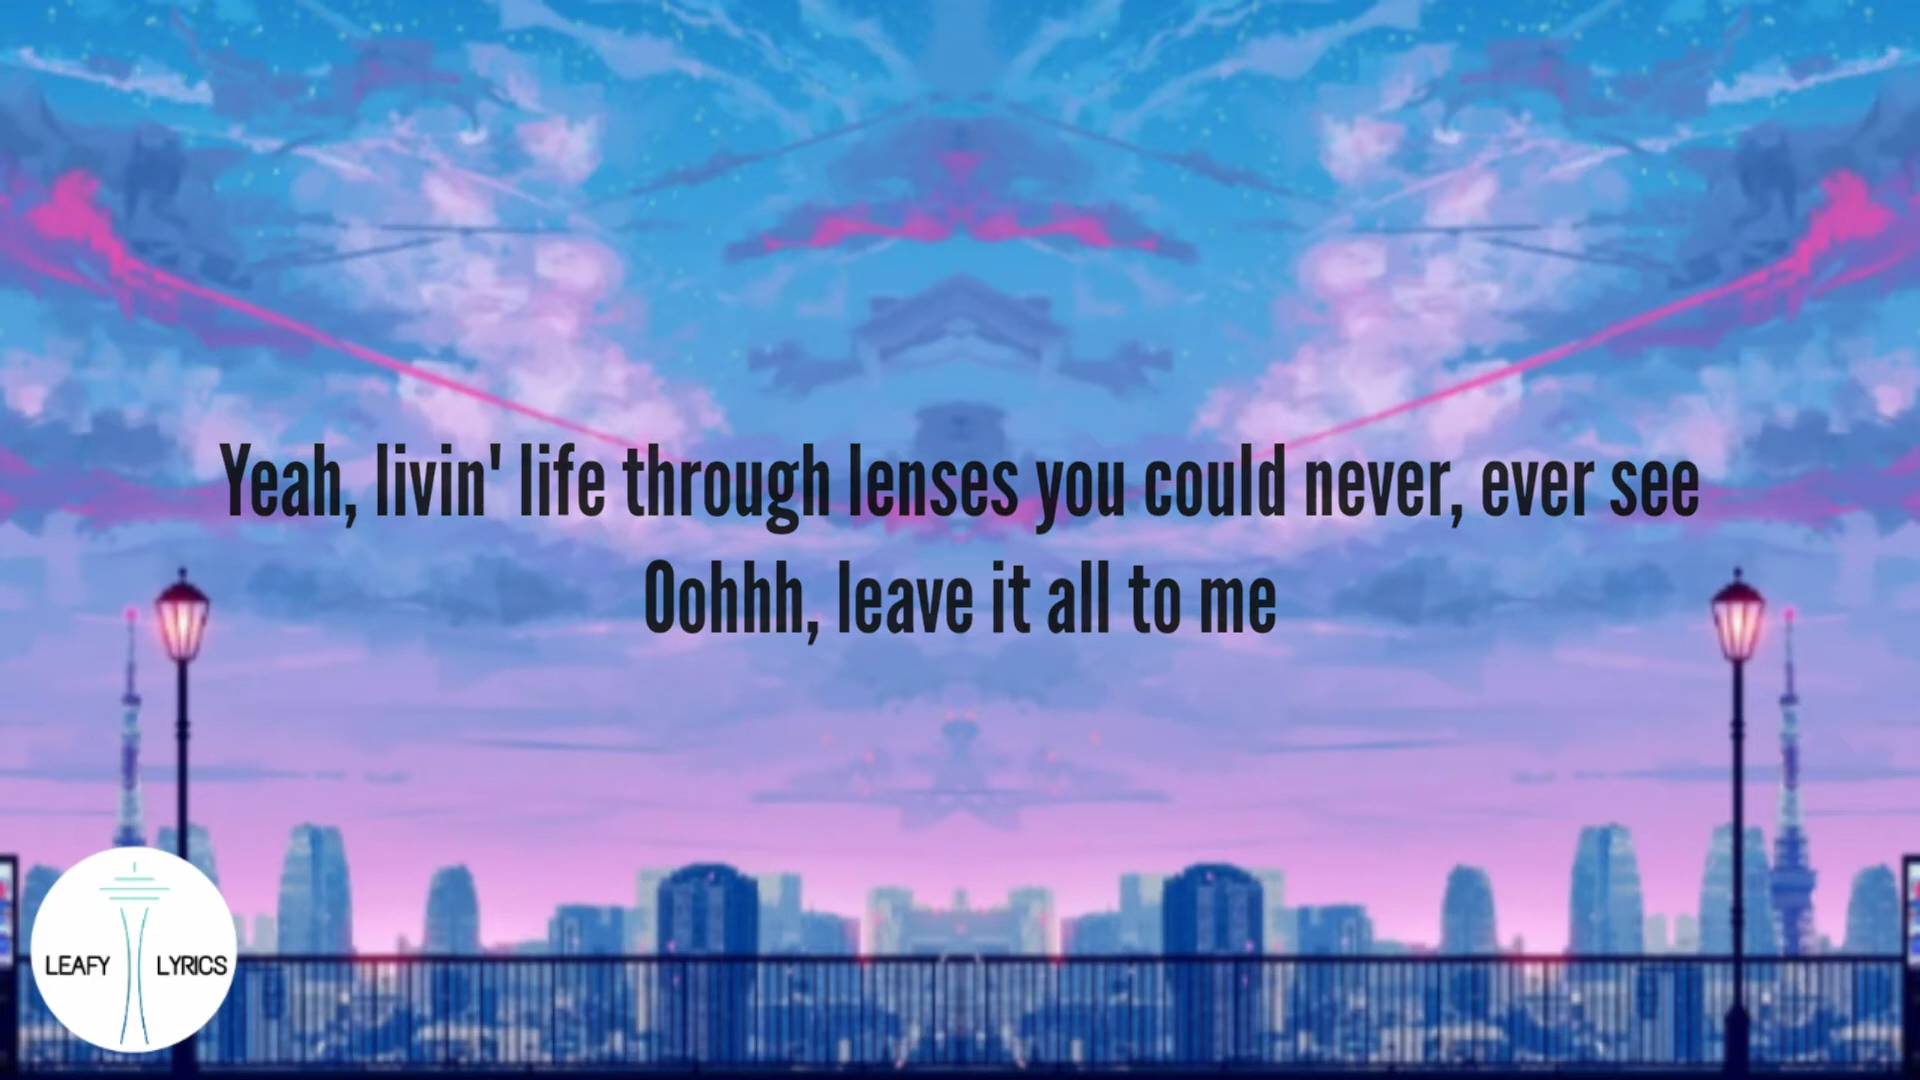 Yeah, livin' life through lenses you could never, ever see
Oohhh, leave it all to me
LEAFY LYRICS